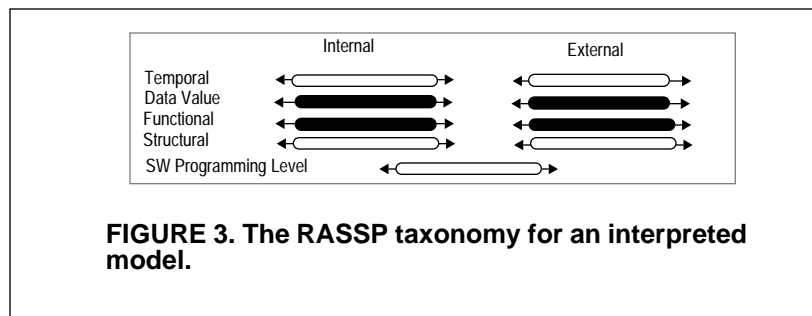 Internal External
Temporal
Data Value
Functional
Structural
SW Programming Level
FIGURE 3. The RASSP taxonomy for an interpreted
model.